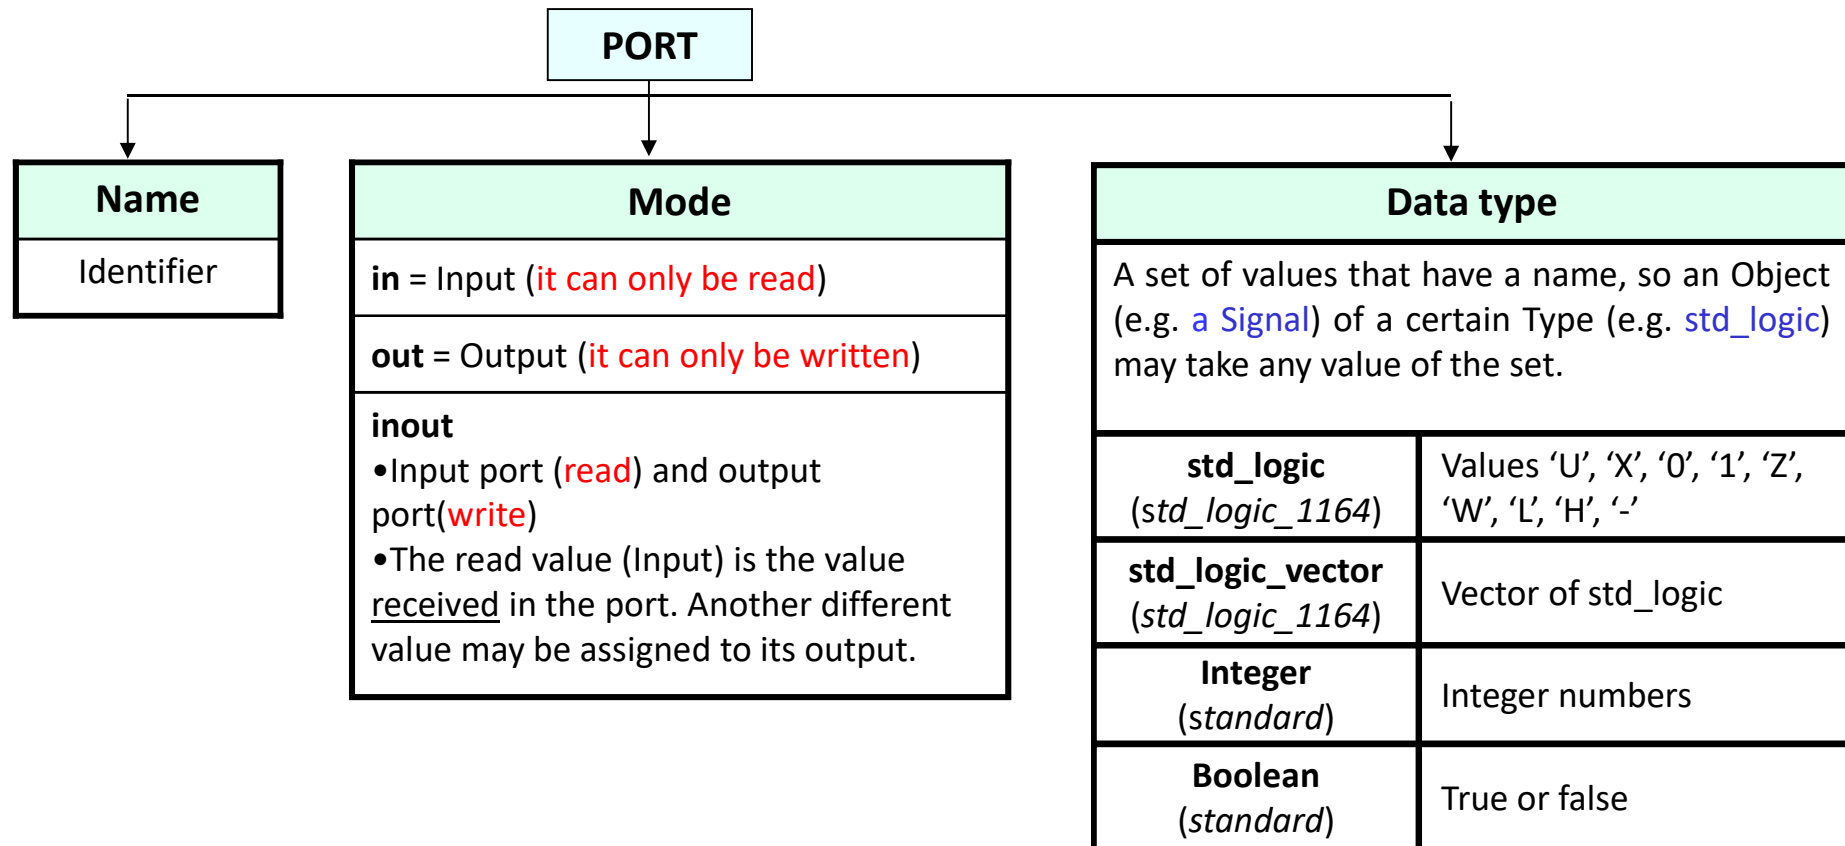 PORT
Name
Identifier
Mode
in = Input (it can only be read)
out = Output (it can only be written)
inout
•Input port (read) and output
port(write)
•The read value (Input) is the value
received in the port. Another different
value may be assigned to its output.
Data type
A set of values that have a name, so an Object
(e.g. a Signal) of a certain Type (e.g. std_logic)
may take any value of the set.
std_logic
(std_logic_1164)
Values ‘U’, ‘X’, ‘0’, ‘1’, ‘Z’,
‘W’, ‘L’, ‘H’, ‘-’
std_logic_vector
(std_logic_1164)
Vector of std_logic
Integer
(standard)
Integer numbers
Boolean
(standard)
True or false